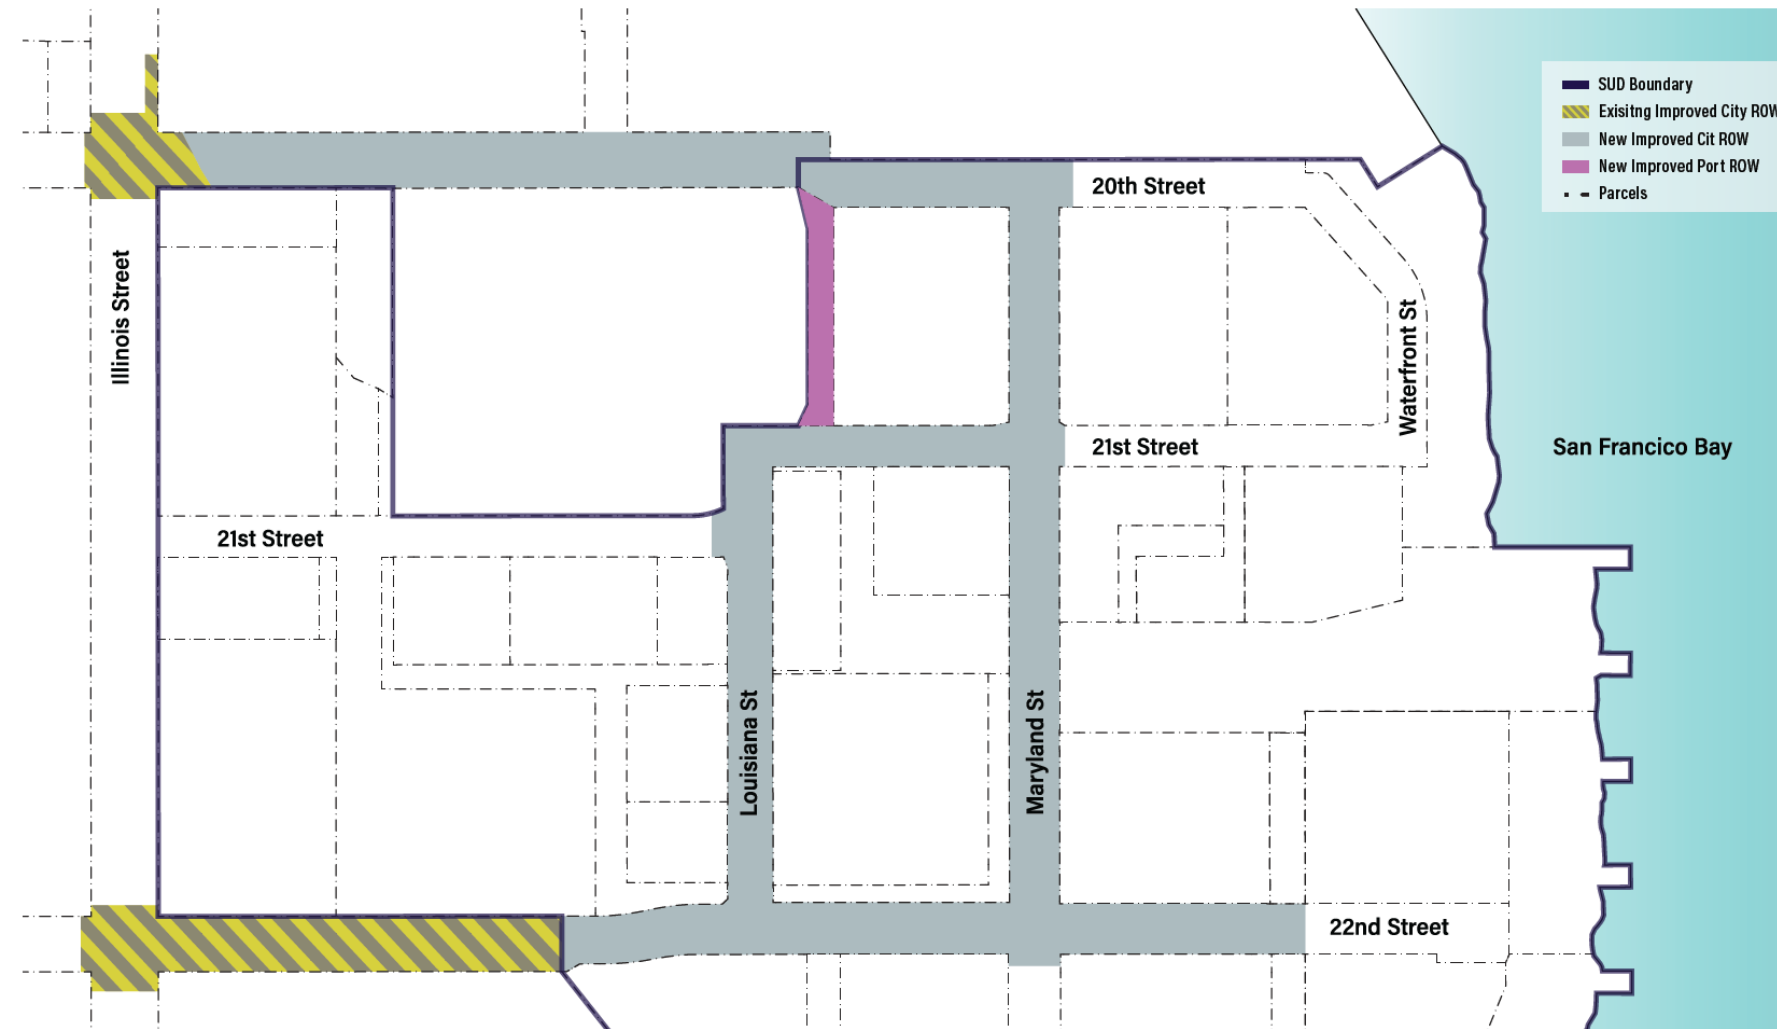 SUD Boundary
Exisitng Improved City ROW
New Improved Cit ROW
New Improved Port ROW
Parcels
20th Street
Illinois Street
Waterfront St
21st Street
San Francico Bay
21st Street
Louisiana St
Maryland St
22nd Street